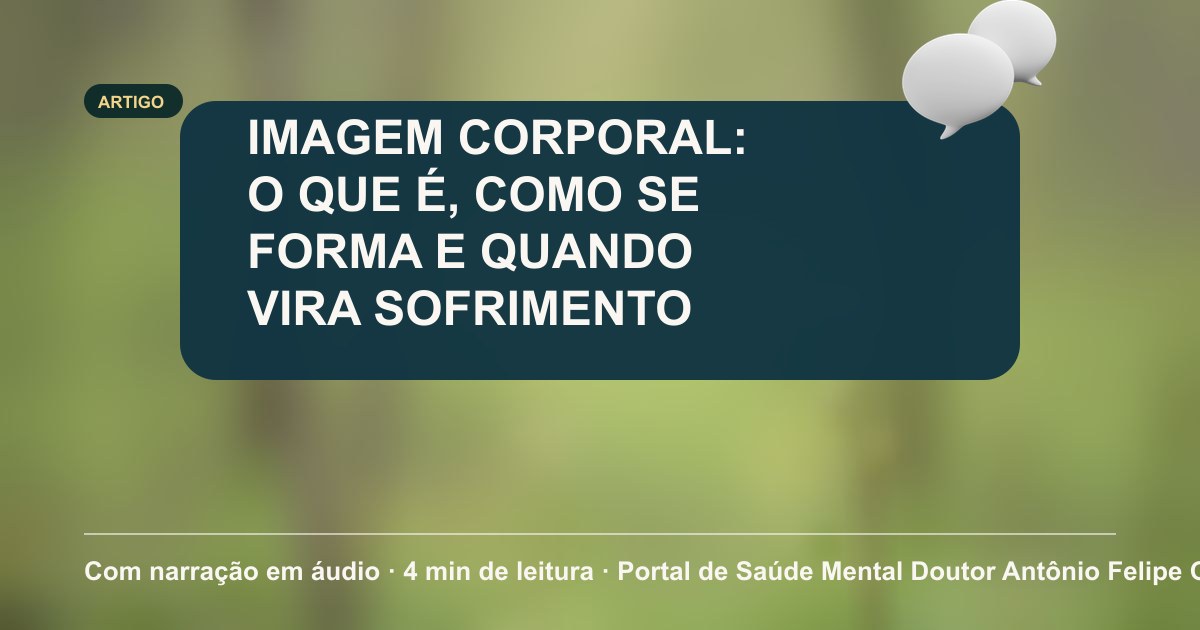 ARTIGO
IMAGEM CORPORAL:
O QUE É, COMO SE
FORMA E QUANDO
VIRA SOFRIMENTO
Com narração em áudio · 4 min de leitura · Portal de Saúde Mental Doutor Antônio Felipe